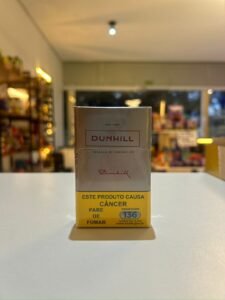 DUNHILL
ESTE PRODUTO CAUSA
CÂNCER
PARE
DE
FUMAR
136